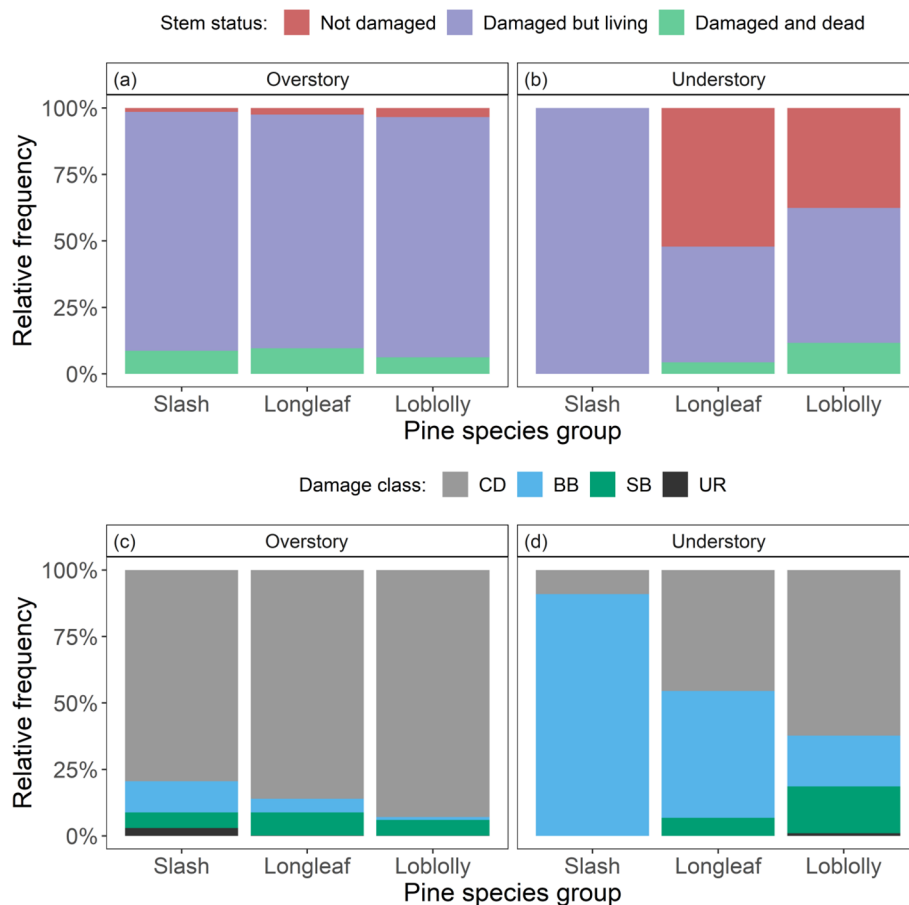 Stem status: Not damaged Damaged but living Damaged and dead
(a) Overstory (b) Understory
100%
75%
50%
25%
0%
Relative frequency
Slash Longleaf Loblolly Slash Longleaf Loblolly
Pine species group
Damage class: CD BB SB UR
(c) Overstory (d) Understory
100%
75%
50%
25%
0%
Relative frequency
Slash Longleaf Loblolly Slash Longleaf Loblolly
Pine species group